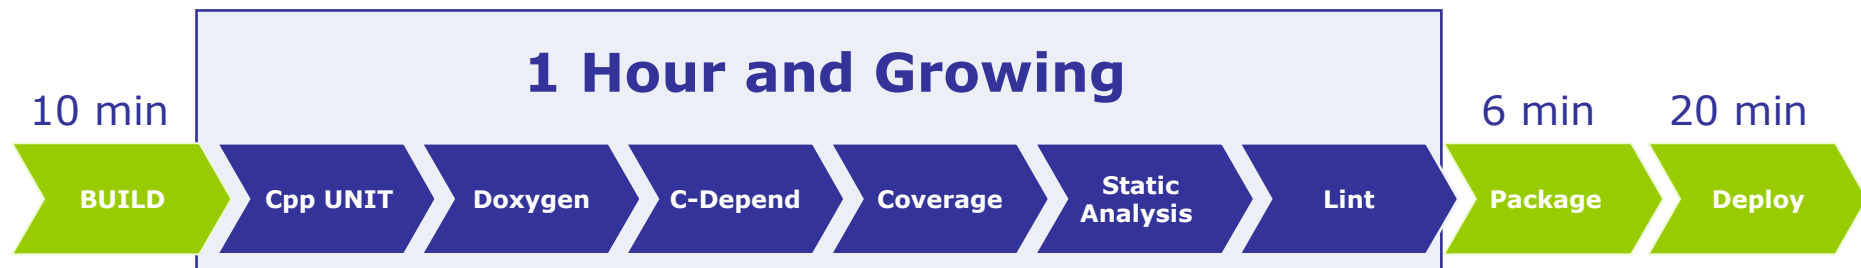 1 Hour and Growing
10 min
6 min
20 min
BUILD
Cpp UNIT
Doxygen
C-Depend
Coverage
Static
Analysis
Lint
Package
Deploy